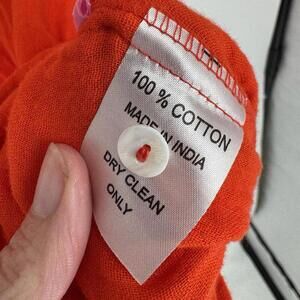 100 % COTTON
MADE IN INDIA
DRY CLEAN
ONLY